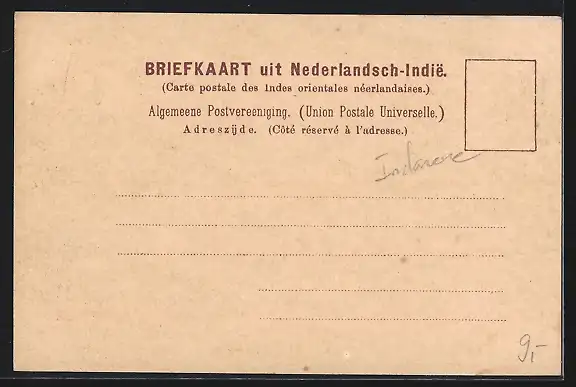 BRIEFKAART uit Nederlandsch-Indië.
(Carte postale des Indes orientales néerlandaises.)
Algemeene Postvereeniging. (Union Postale Universelle.)
Adreszijde. (Côté réservé à l'adresse.)
9,-